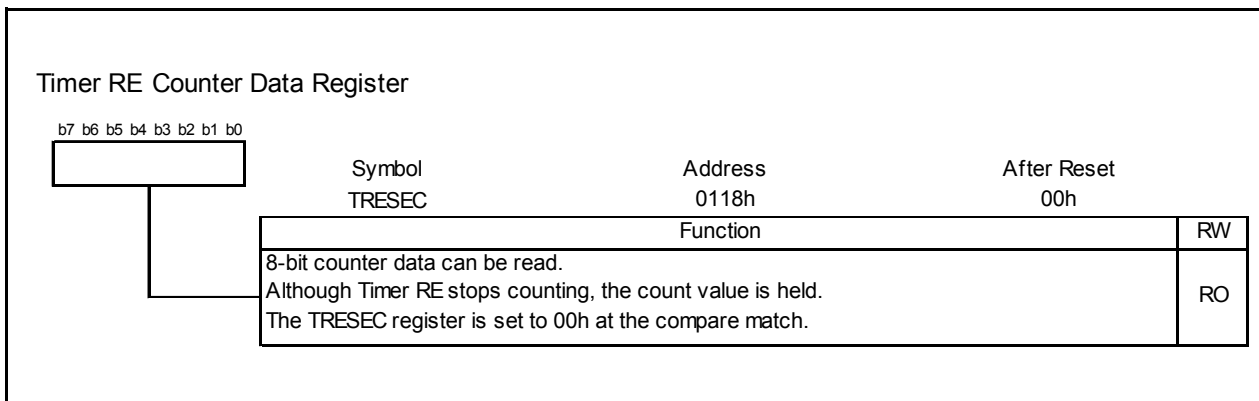 Timer RE Counter Data Register
b7 b6 b5 b4 b3 b2 b1 b0
Symbol Address After Reset
TRESEC 0118h 00h
Function RW
8-bit counter data can be read.
Although Timer RE stops counting, the count value is held.
RO
The TRESEC register is set to 00h at the compare match.